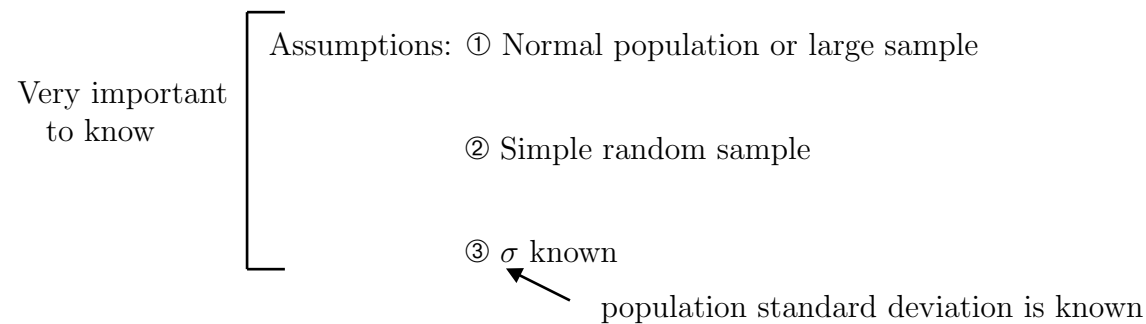 Assumptions: ① Normal population or large sample
Very important
to know
② Simple random sample
③ σ known
population standard deviation is known